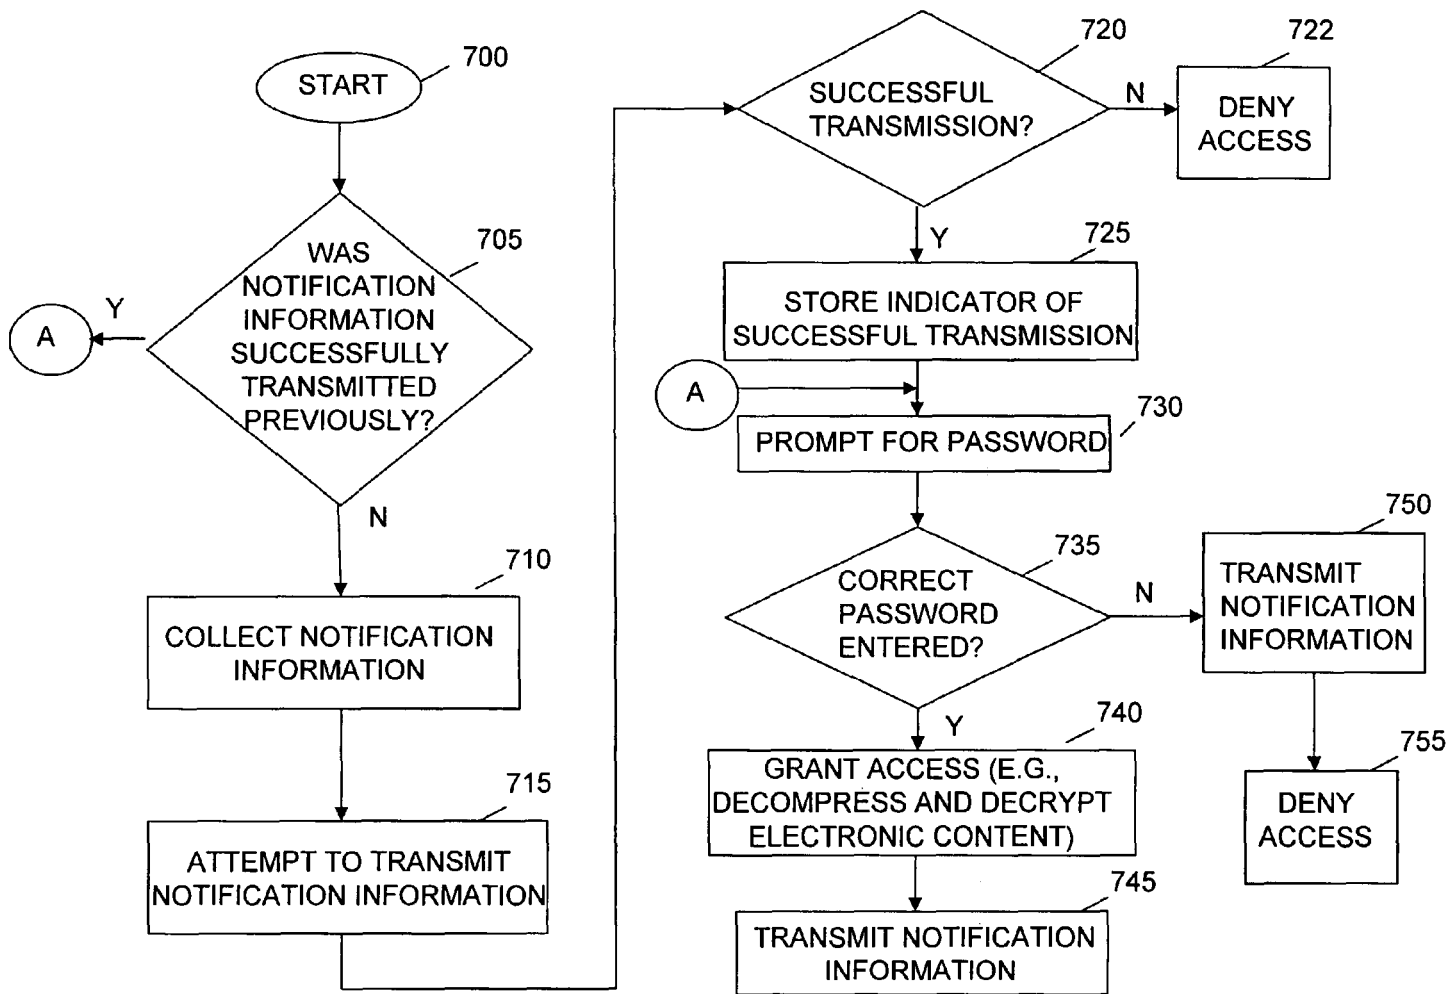 START
700
WAS
NOTIFICATION
INFORMATION
SUCCESSFULLY
TRANSMITTED
PREVIOUSLY?
705
Y
A
N
710
COLLECT NOTIFICATION
INFORMATION
715
ATTEMPT TO TRANSMIT
NOTIFICATION INFORMATION
720
SUCCESSFUL
TRANSMISSION?
N
722
DENY
ACCESS
Y
725
STORE INDICATOR OF
SUCCESSFUL TRANSMISSION
A
730
PROMPT FOR PASSWORD
735
CORRECT
PASSWORD
ENTERED?
N
750
TRANSMIT
NOTIFICATION
INFORMATION
755
DENY
ACCESS
Y
740
GRANT ACCESS (E.G.,
DECOMPRESS AND DECRYPT
ELECTRONIC CONTENT)
745
TRANSMIT NOTIFICATION
INFORMATION